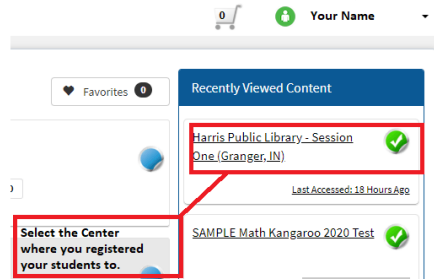 0
Your Name
Favorites 0
Recently Viewed Content
Harris Public Library - Session
One (Granger, IN)
Last Accessed: 18 Hours Ago
Select the Center
where you registered
your students to.
SAMPLE Math Kangaroo 2020 Test